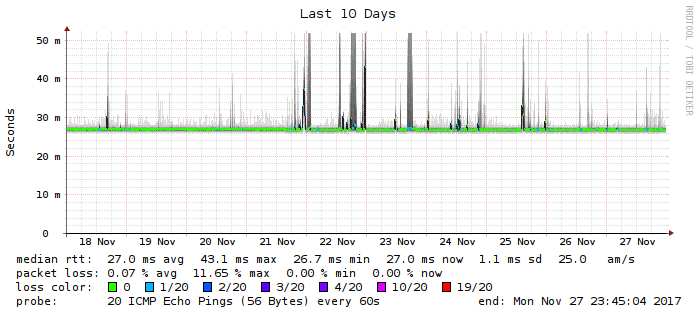 Last 10 Days
RRDTOOL / TOBI OETIKER
Seconds
50 m
40 m
30 m
20 m
10 m
0
18 Nov 19 Nov 20 Nov 21 Nov 22 Nov 23 Nov 24 Nov 25 Nov 26 Nov 27 Nov
median rtt: 27.0 ms avg 43.1 ms max 26.7 ms min 27.0 ms now 1.1 ms sd 25.0 am/s
packet loss: 0.07 % avg 11.65 % max 0.00 % min 0.00 % now
loss color: 0 1/20 2/20 3/20 4/20 10/20 19/20
probe: 20 ICMP Echo Pings (56 Bytes) every 60s end: Mon Nov 27 23:45:04 2017